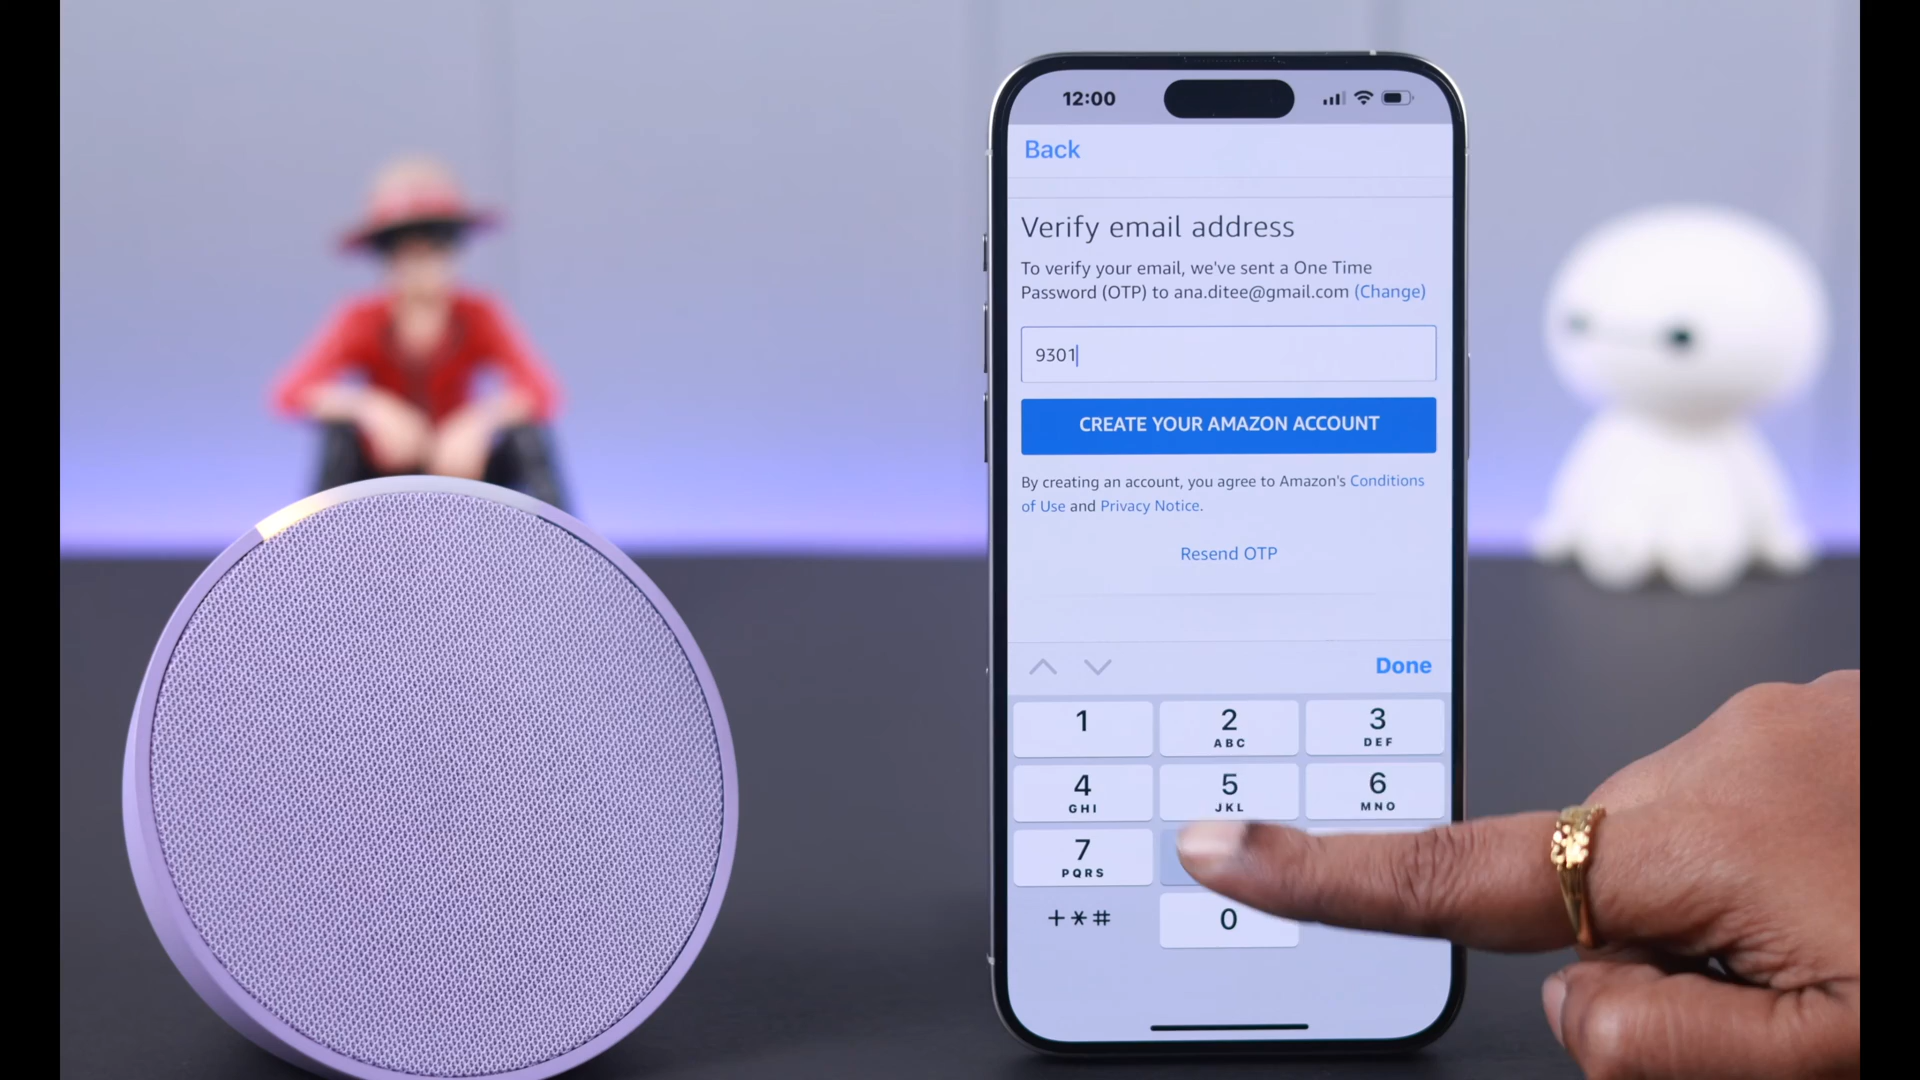 12:00
Back
Verify email address
To verify your email, we've sent a One Time
Password (OTP) to ana.ditee@gmail.com (Change)
9301
CREATE YOUR AMAZON ACCOUNT
By creating an account, you agree to Amazon's Conditions
of Use and Privacy Notice.
Resend OTP
Done
1 2 3
ABC DEF
4 5 6
GHI JKL MNO
7
PQRS
+*# 0